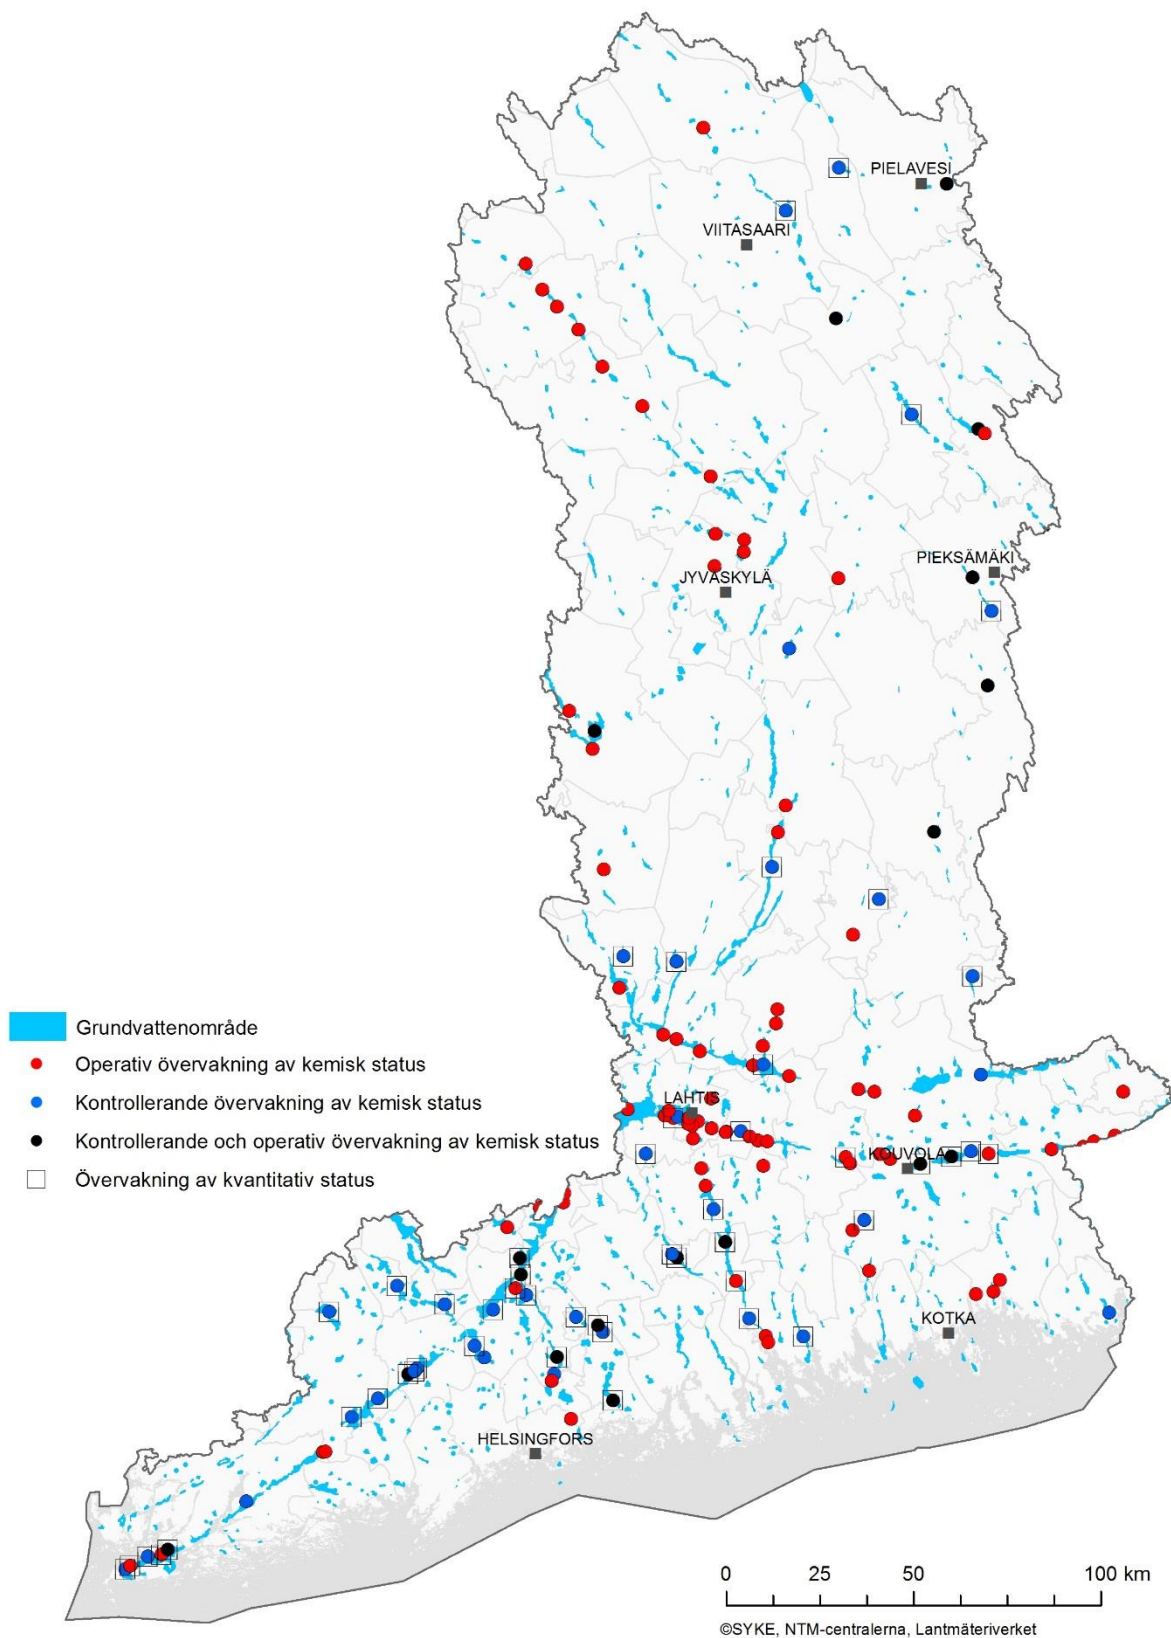 PIELAVESI
VIITASAARI
PIEKSÄMÄKI
JYVÄSKYLÄ
Grundvattenområde
Operativ övervakning av kemisk status
Kontrollerande övervakning av kemisk status
Kontrollerande och operativ övervakning av kemisk status
Övervakning av kvantitativ status
LAHTIS
KOUVOLA
KOTKA
HELSINGFORS
0 25 50 100 km
©SYKE, NTM-centralerna, Lantmäteriverket